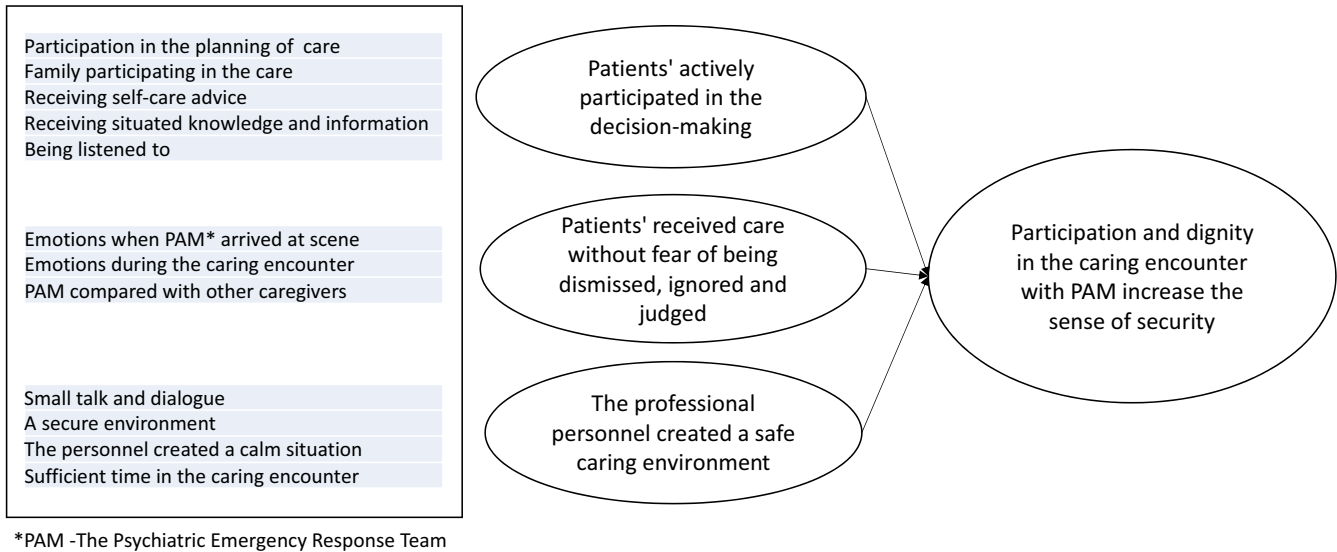 Participation in the planning of care
Family participating in the care
Receiving self-care advice
Receiving situated knowledge and information
Being listened to
Emotions when PAM* arrived at scene
Emotions during the caring encounter
PAM compared with other caregivers
Small talk and dialogue
A secure environment
The personnel created a calm situation
Sufficient time in the caring encounter
*PAM -The Psychiatric Emergency Response Team
Patients' actively
participated in the
decision-making
Patients' received care
without fear of being
dismissed, ignored and
judged
The professional
personnel created a safe
caring environment
Participation and dignity
in the caring encounter
with PAM increase the
sense of security